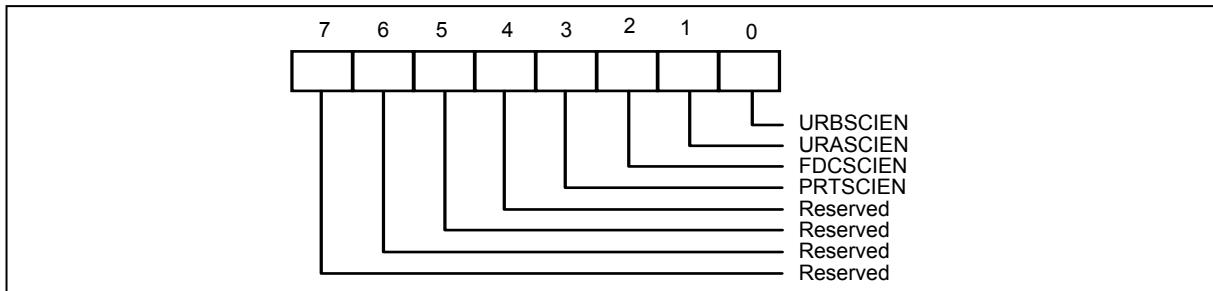 7 6 5 4 3 2 1 0
URBSCIEN
URASCIEN
FDCSCIEN
PRTSCIEN
Reserved
Reserved
Reserved
Reserved